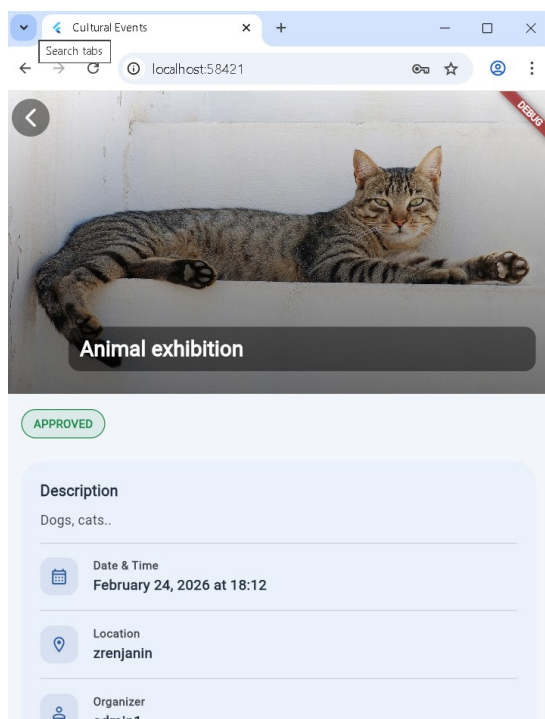 Cultural Events
Search tabs
localhost:58421
DEBUG
Animal exhibition
APPROVED
Description
Dogs, cats..
Date & Time
February 24, 2026 at 18:12
Location
zrenjanin
Organizer
admin1